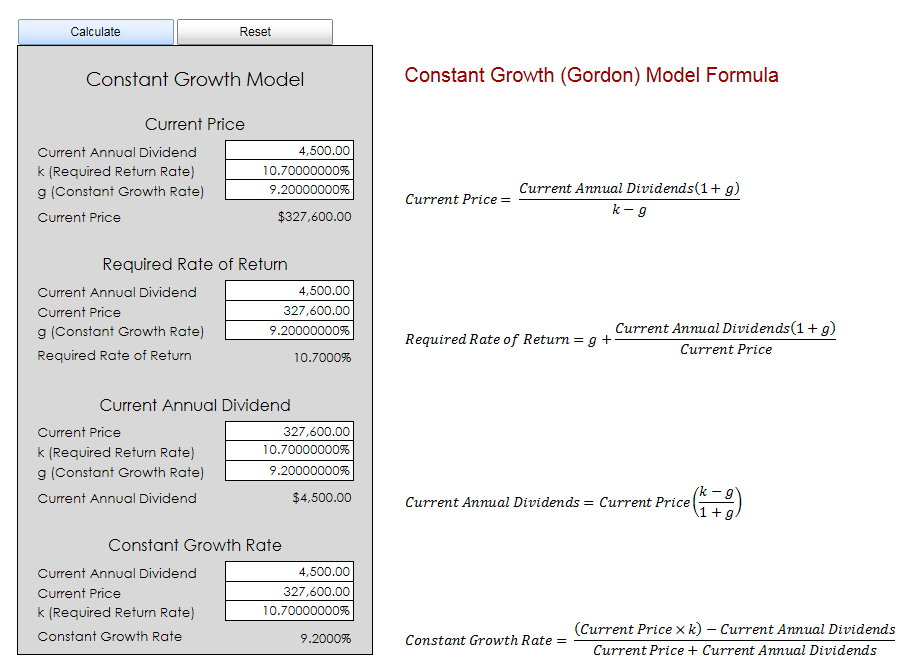 Calculate Reset
Constant Growth Model
Current Price
Current Annual Dividend 4,500.00
k (Required Return Rate) 10.70000000%
g (Constant Growth Rate) 9.20000000%
Current Price $327,600.00
Required Rate of Return
Current Annual Dividend 4,500.00
Current Price 327,600.00
g (Constant Growth Rate) 9.20000000%
Required Rate of Return 10.7000%
Current Annual Dividend
Current Price 327,600.00
k (Required Return Rate) 10.70000000%
g (Constant Growth Rate) 9.20000000%
Current Annual Dividend $4,500.00
Constant Growth Rate
Current Annual Dividend 4,500.00
Current Price 327,600.00
k (Required Return Rate) 10.70000000%
Constant Growth Rate 9.2000%
Constant Growth (Gordon) Model Formula
Current Annual Dividends(1 + g)
Current Price =
k − g
Current Annual Dividends(1 + g)
Required Rate of Return = g +
Current Price
k − g
Current Annual Dividends = Current Price ( )
1 + g
(Current Price × k) − Current Annual Dividends
Constant Growth Rate =
Current Price + Current Annual Dividends